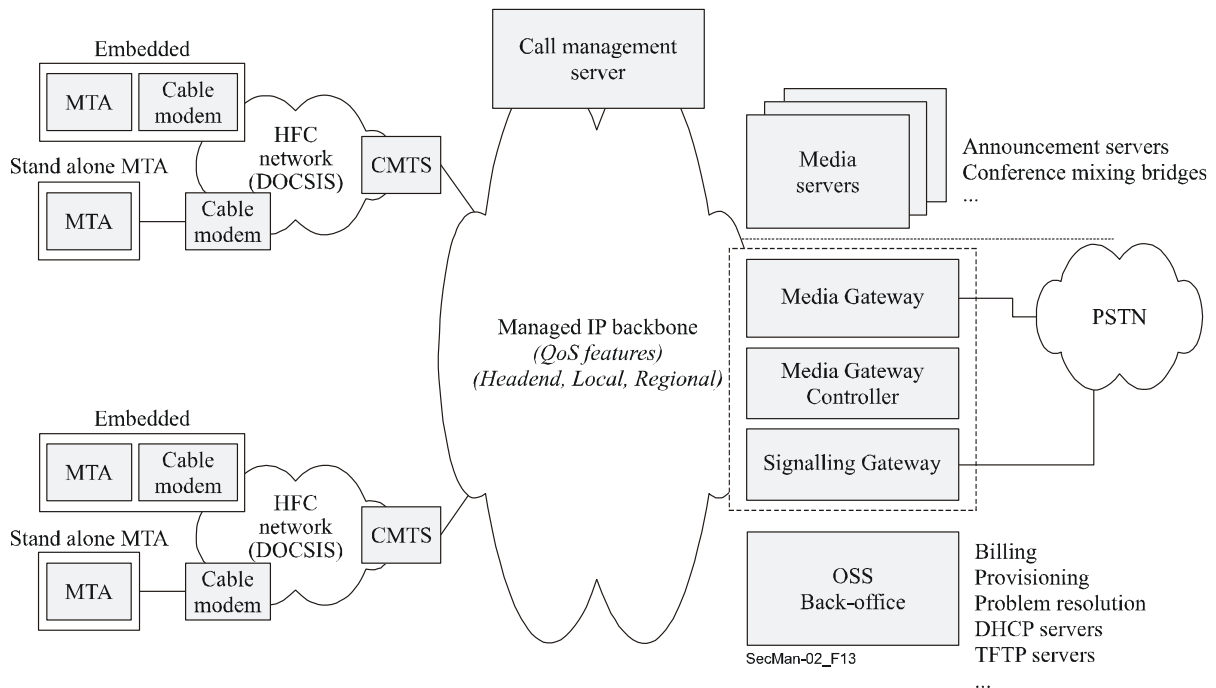 Call management
server
Embedded
MTA
Cable
modem
HFC
network
(DOCSIS)
CMTS
Stand alone MTA
MTA
Cable
modem
Media
servers
Announcement servers
Conference mixing bridges
...
Managed IP backbone
(QoS features)
(Headend, Local, Regional)
Media Gateway
Media Gateway
Controller
Signalling Gateway
PSTN
Embedded
MTA
Cable
modem
HFC
network
(DOCSIS)
CMTS
Stand alone MTA
MTA
Cable
modem
OSS
Back-office
Billing
Provisioning
Problem resolution
DHCP servers
TFTP servers
...
SecMan-02_F13